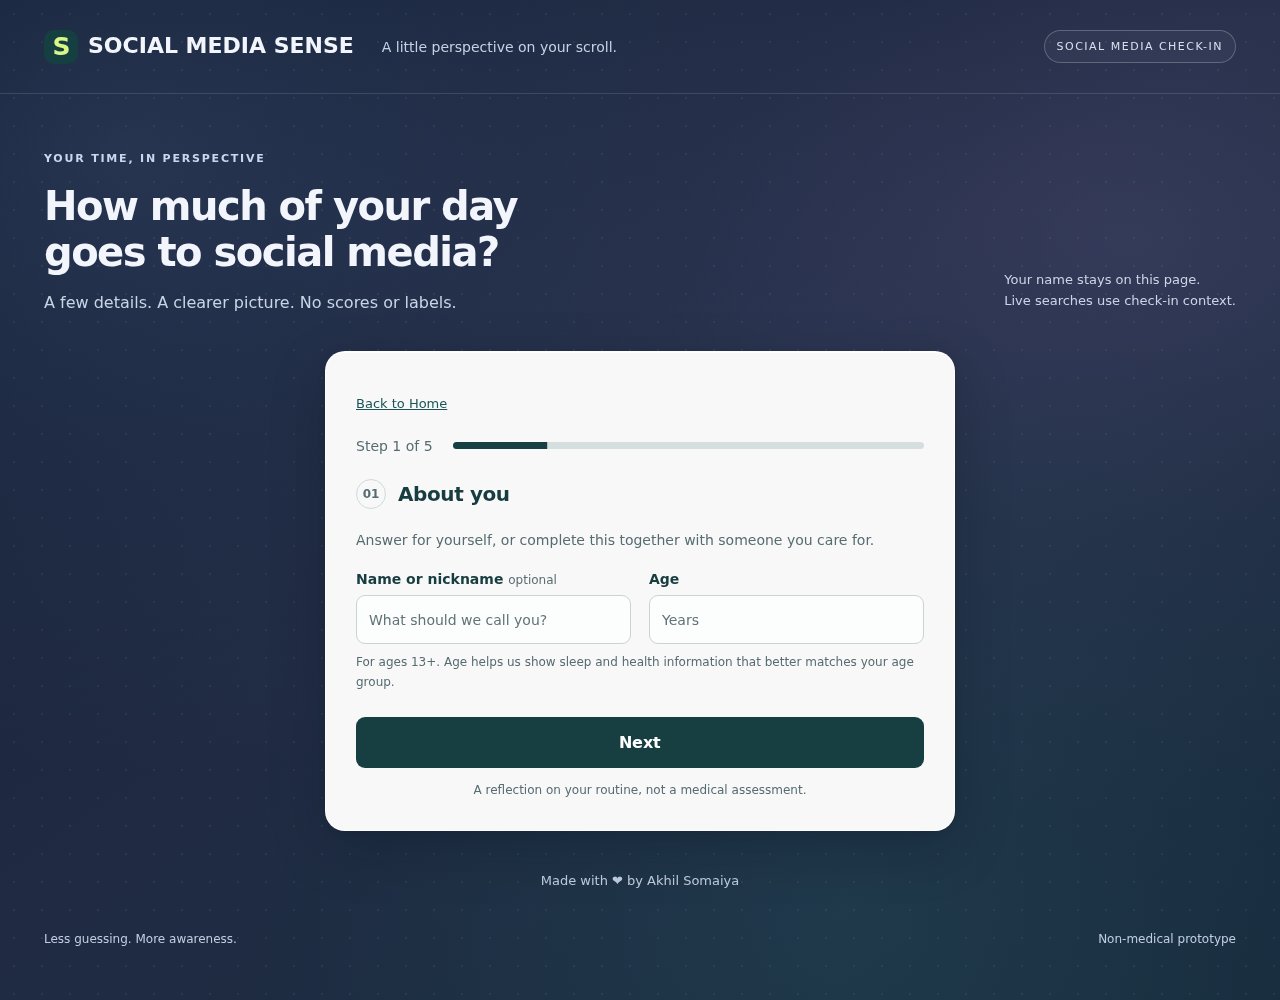 S SOCIAL MEDIA SENSE
A little perspective on your scroll.
SOCIAL MEDIA CHECK-IN
YOUR TIME, IN PERSPECTIVE
How much of your day
goes to social media?
A few details. A clearer picture. No scores or labels.
Your name stays on this page.
Live searches use check-in context.
Back to Home
Step 1 of 5
01 About you
Answer for yourself, or complete this together with someone you care for.
Name or nickname optional
What should we call you?
Age
Years
For ages 13+. Age helps us show sleep and health information that better matches your age
group.
Next
A reflection on your routine, not a medical assessment.
Made with ❤ by Akhil Somaiya
Less guessing. More awareness.
Non-medical prototype